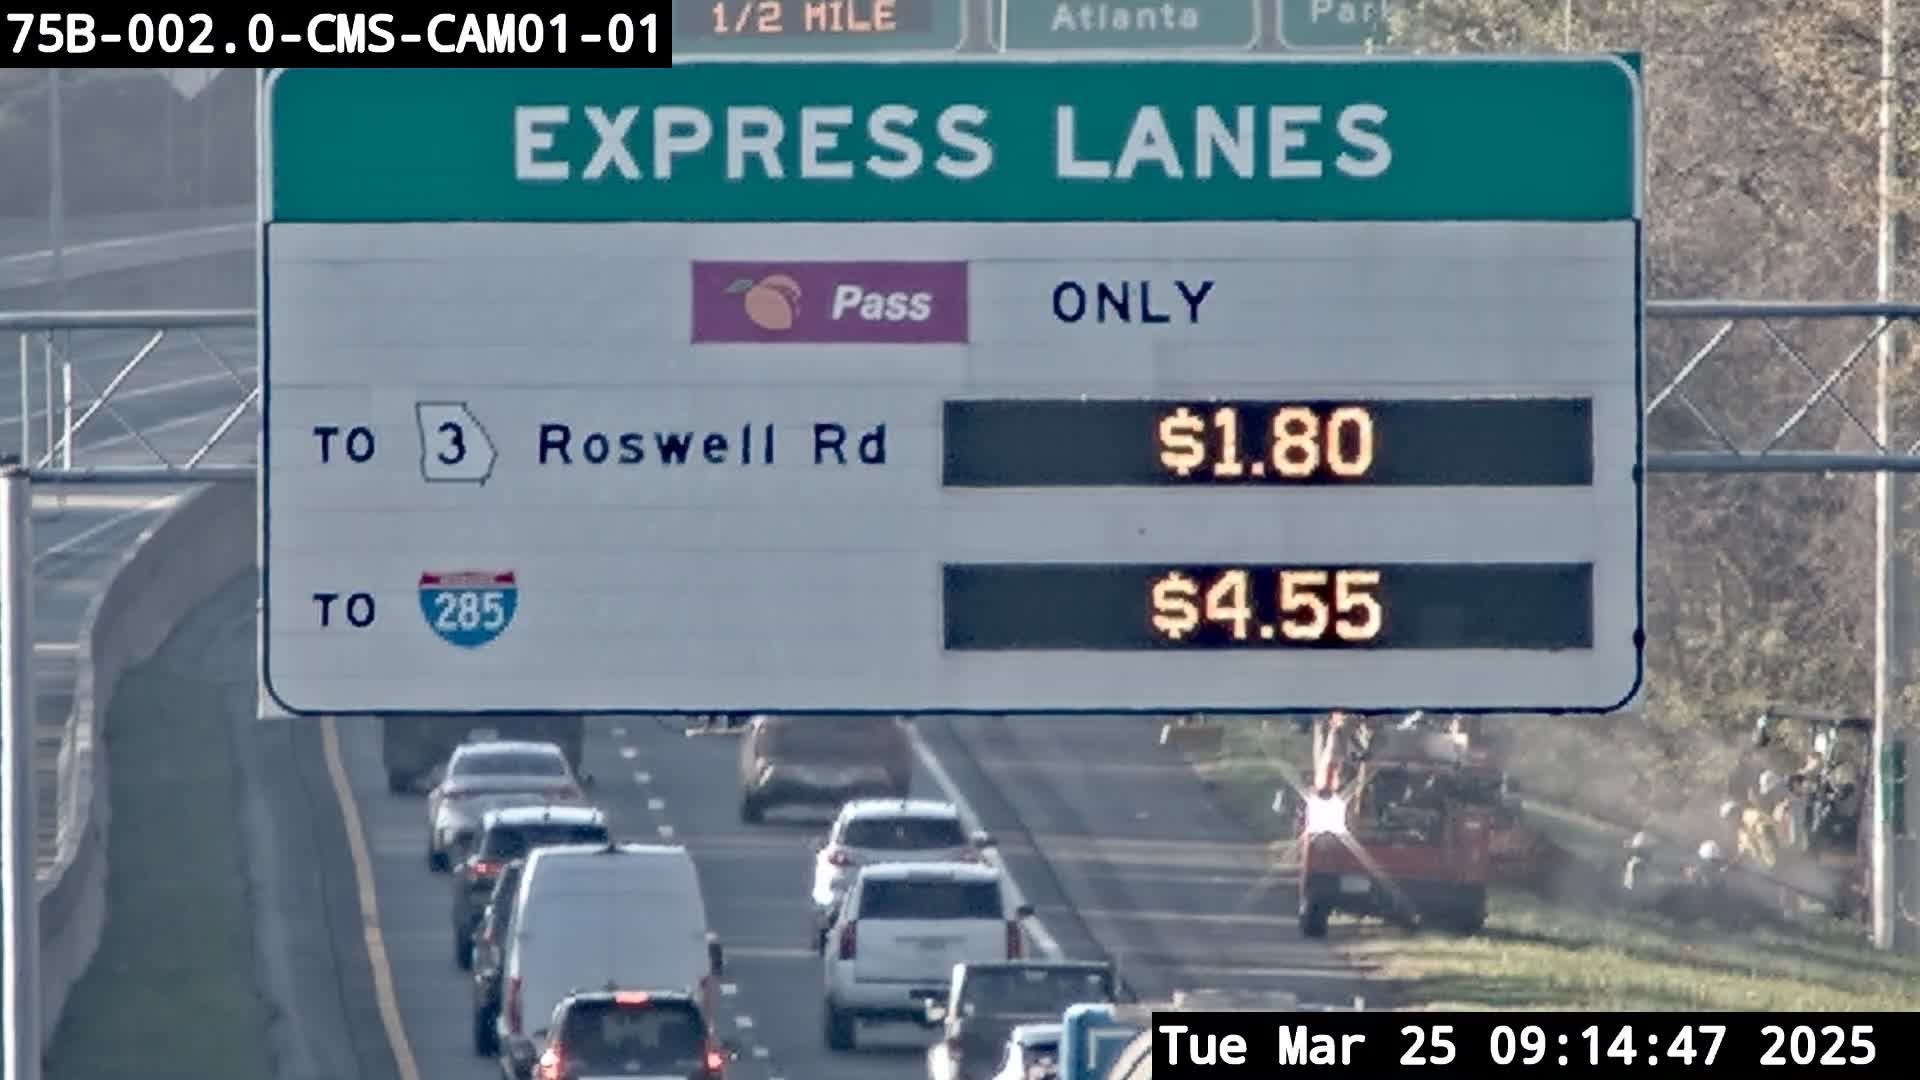 75B-002.0-CMS-CAM01-01
1/2 MILE
Atlanta
EXPRESS LANES
Pass ONLY
TO 3 Roswell Rd $1.80
TO 285 $4.55
Tue Mar 25 09:14:47 2025